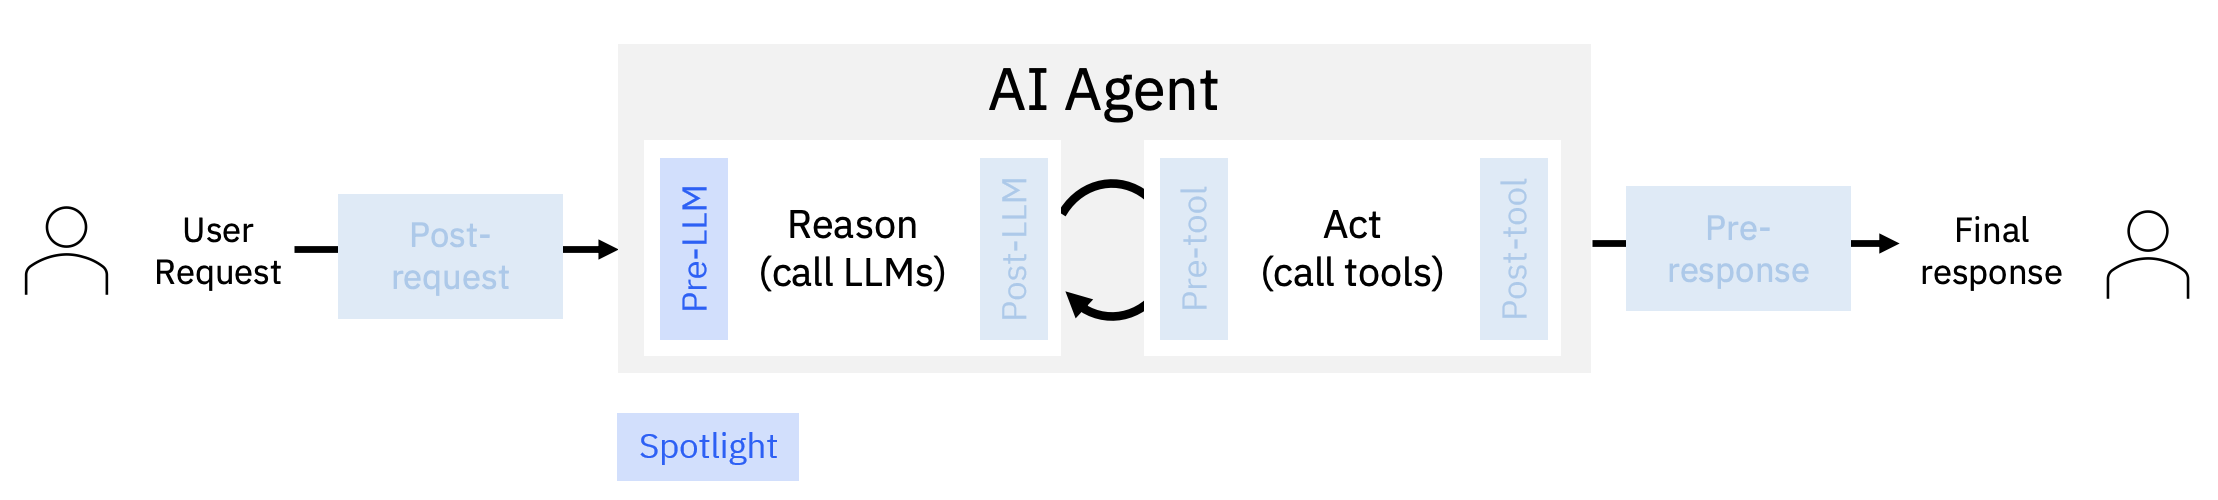 AI Agent
User
Request
Post-
request
Pre-LLM
Reason
(call LLMs)
Post-LLM
Pre-tool
Act
(call tools)
Post-tool
Pre-
response
Final
response
Spotlight